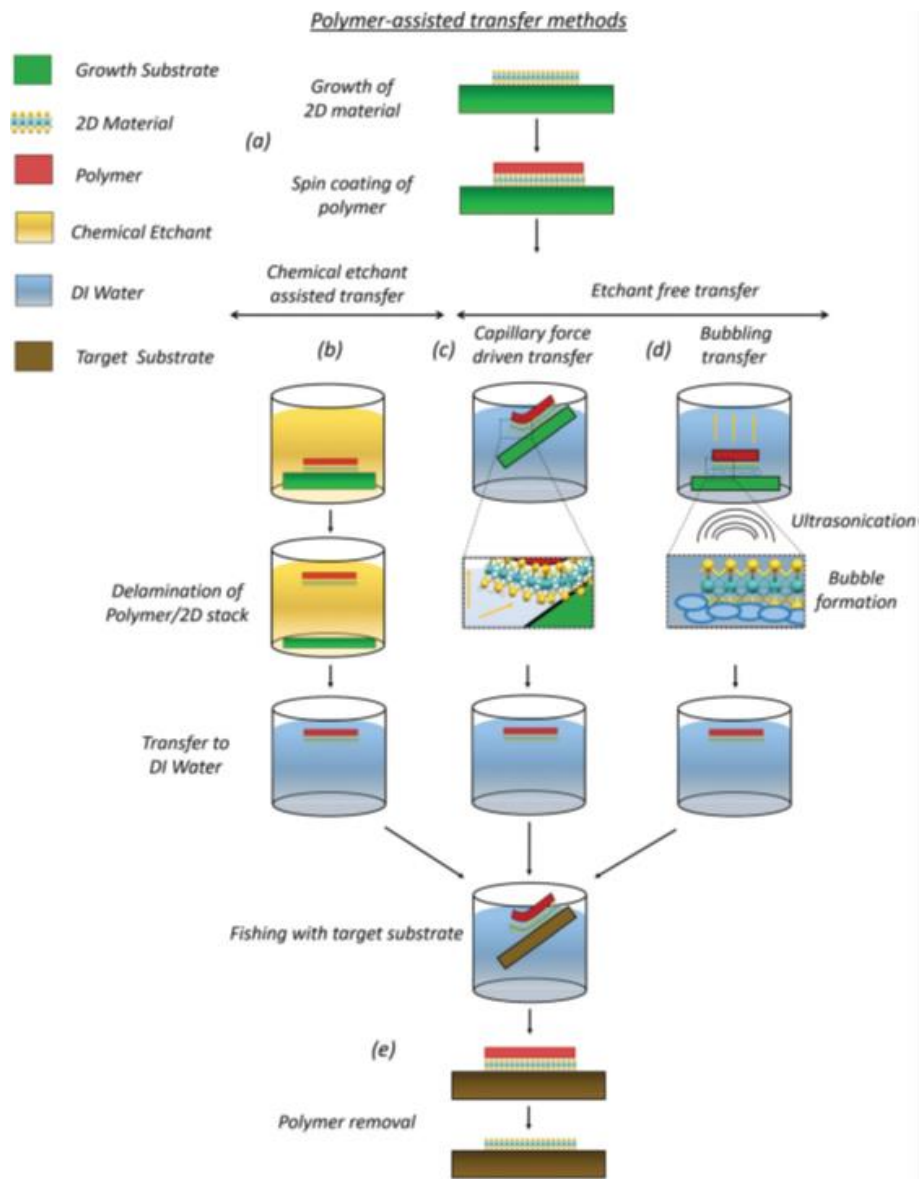 Polymer-assisted transfer methods
Growth Substrate
2D Material
Polymer
Chemical Etchant
DI Water
Target Substrate
(a)
Growth of
2D material
Spin coating of
polymer
Chemical etchant
assisted transfer
Etchant free transfer
(b)
(c)
Capillary force
driven transfer
(d)
Bubbling
transfer
Ultrasonication
Delamination of
Polymer/2D stack
Bubble
formation
Transfer to
DI Water
Fishing with target substrate
(e)
Polymer removal